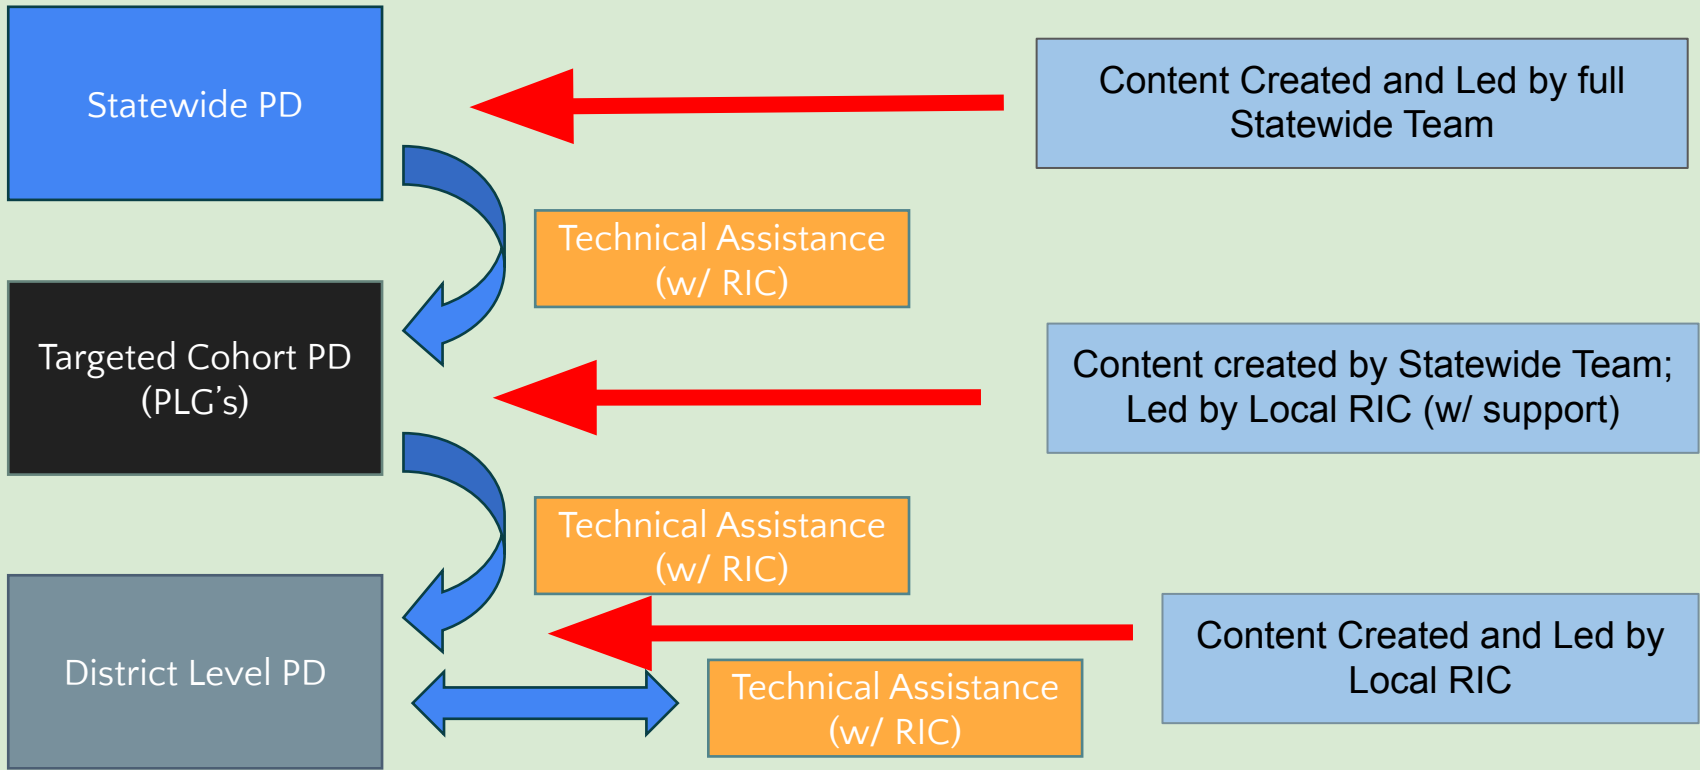 Statewide PD
Content Created and Led by full
Statewide Team
Technical Assistance
(w/ RIC)
Targeted Cohort PD
(PLG’s)
Content created by Statewide Team;
Led by Local RIC (w/ support)
Technical Assistance
(w/ RIC)
District Level PD
Content Created and Led by
Local RIC
Technical Assistance
(w/ RIC)